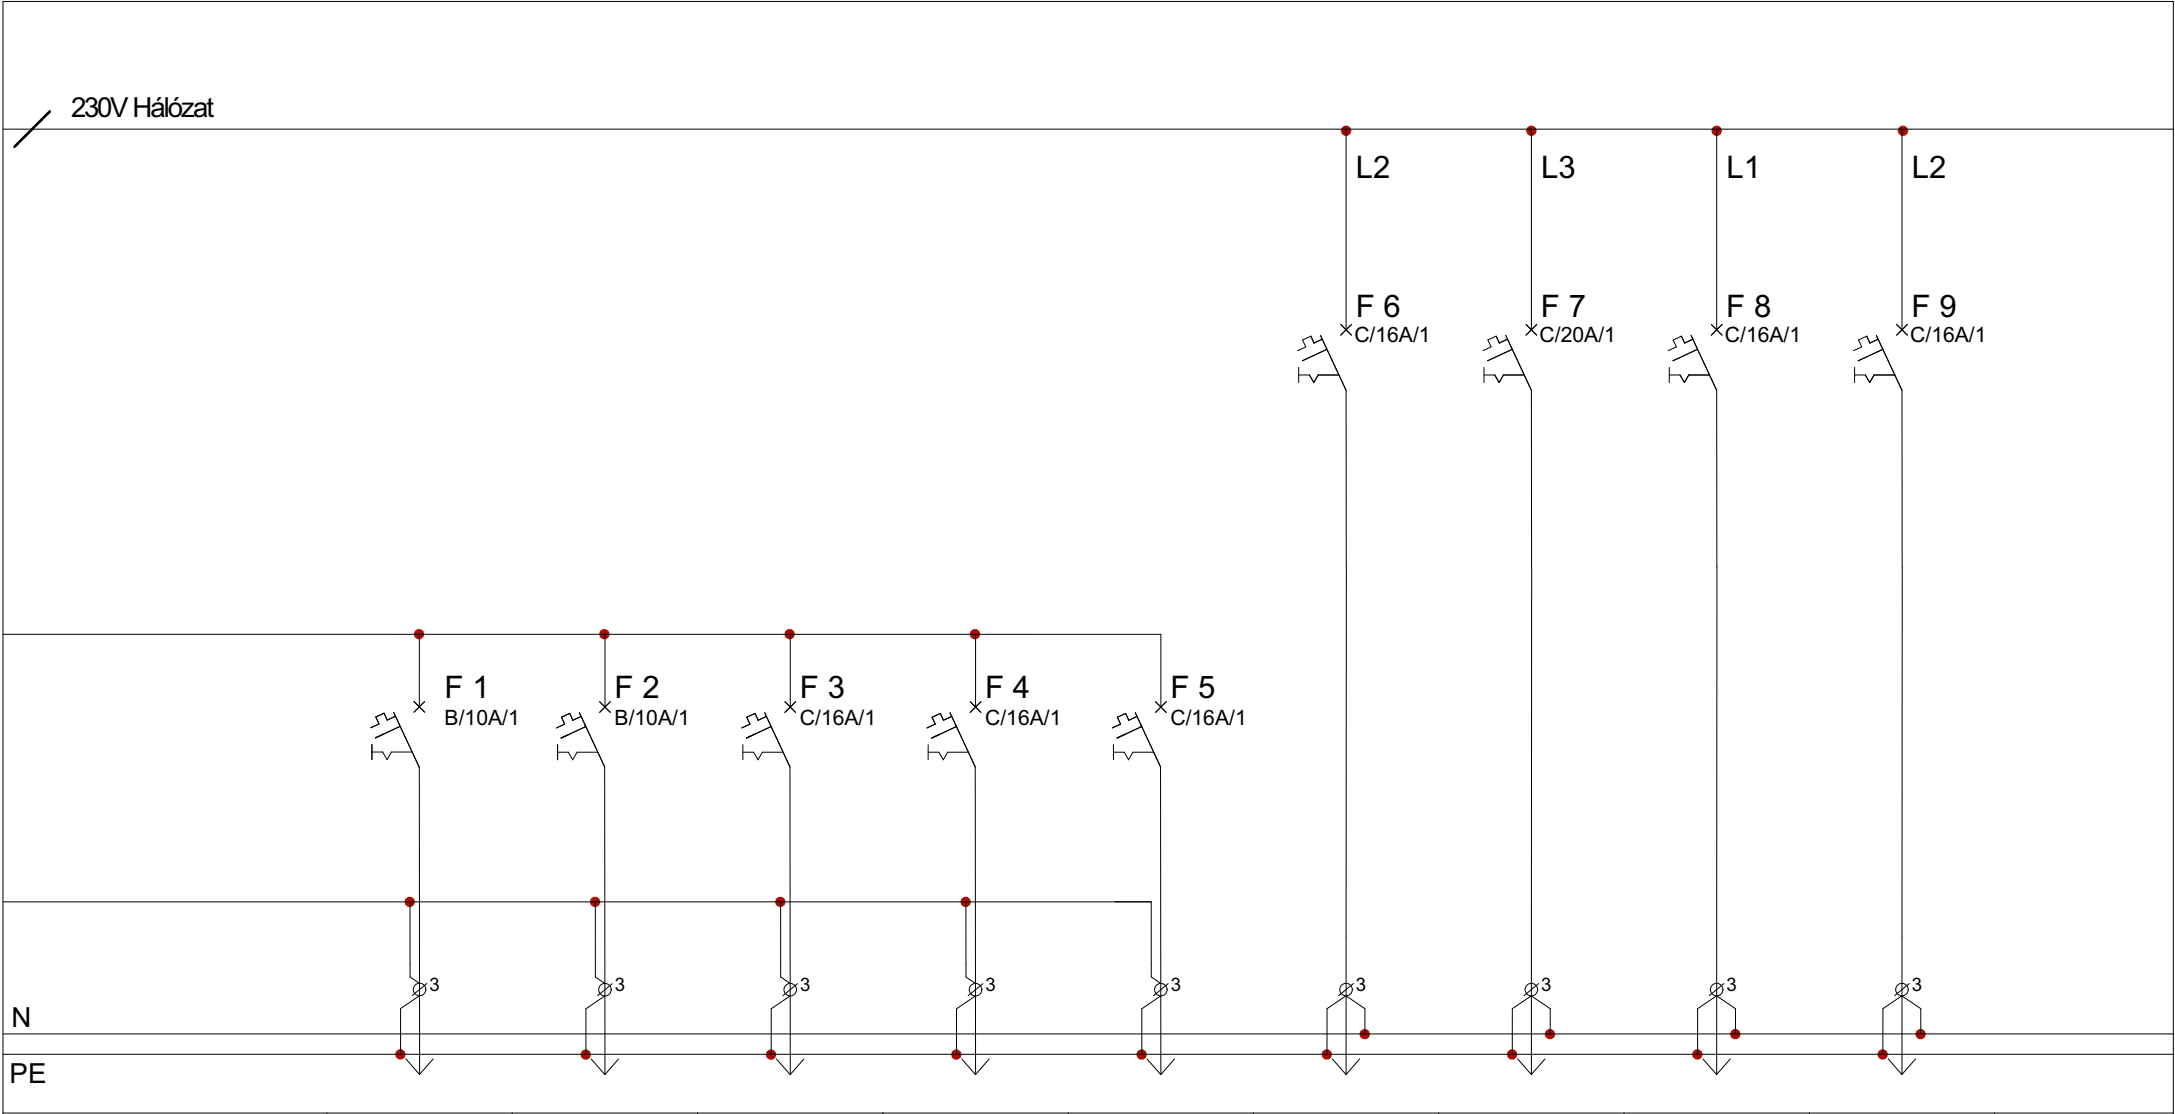 230V Hálózat
L2
L3
L1
L2
F 6
C/16A/1
F 7
C/20A/1
F 8
C/16A/1
F 9
C/16A/1
F 1
B/10A/1
F 2
B/10A/1
F 3
C/16A/1
F 4
C/16A/1
F 5
C/16A/1
3
3
3
3
3
3
3
3
3
N
PE